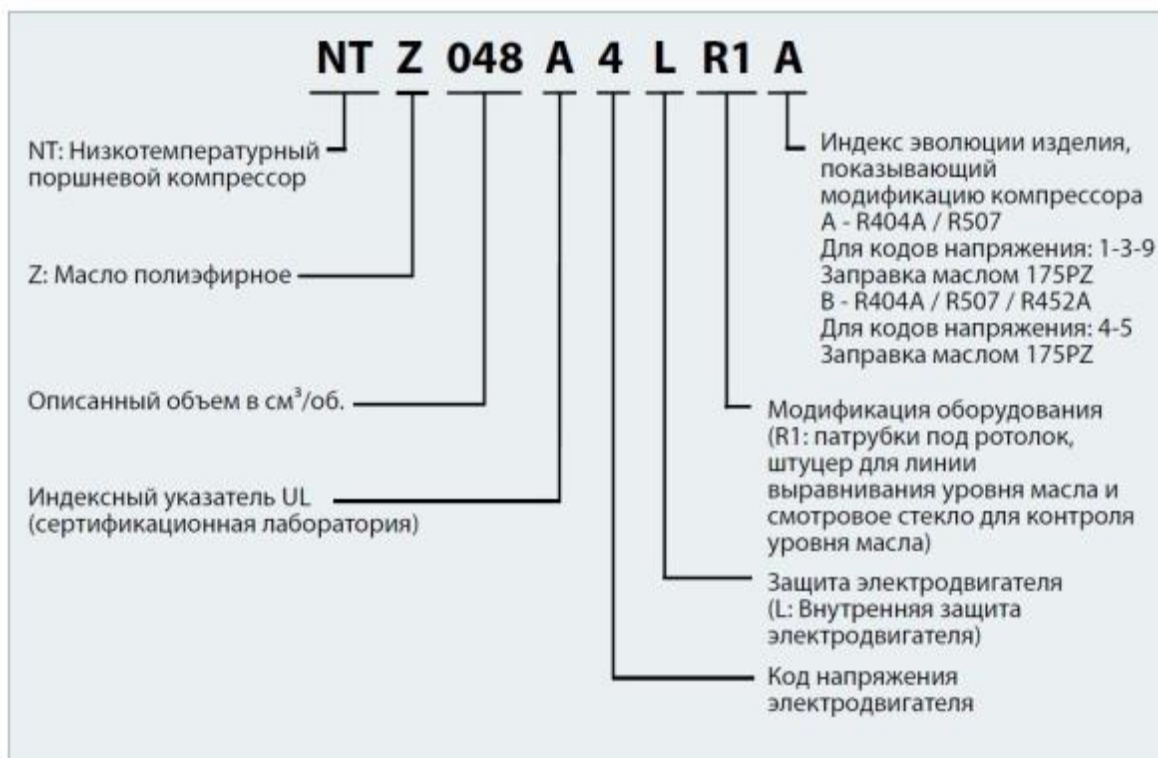 NT Z 048 A 4 L R1 A
NT: Низкотемпературный
поршневой компрессор
Z: Масло полиэфирное
Описанный объем в см³/об.
Индексный указатель UL
(сертификационная лаборатория)
Индекс эволюции изделия,
показывающий
модификацию компрессора
A - R404A / R507
Для кодов напряжения: 1-3-9
Заправка маслом 175PZ
B - R404A / R507 / R452A
Для кодов напряжения: 4-5
Заправка маслом 175PZ
Модификация оборудования
(R1: патрубки под ротолок,
штуцер для линии
выравнивания уровня масла и
смотровое стекло для контроля
уровня масла)
Защита электродвигателя
(L: Внутренняя защита
электродвигателя)
Код напряжения
электродвигателя